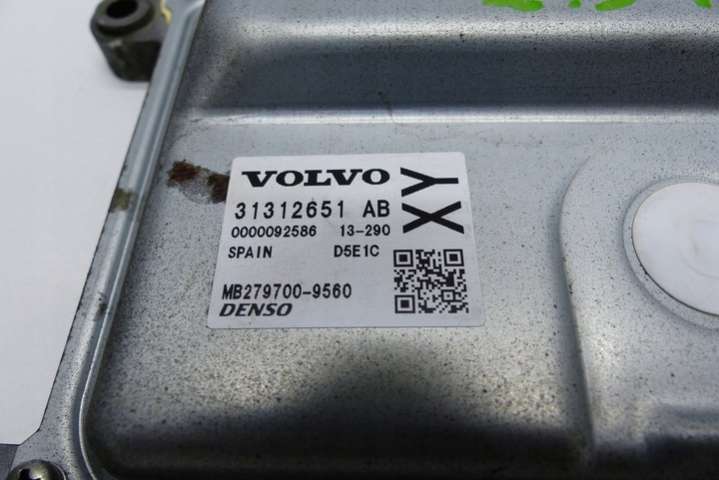 VOLVO
31312651 AB
XY
0000092586 13-290
SPAIN D5E1C
MB279700-9560
DENSO